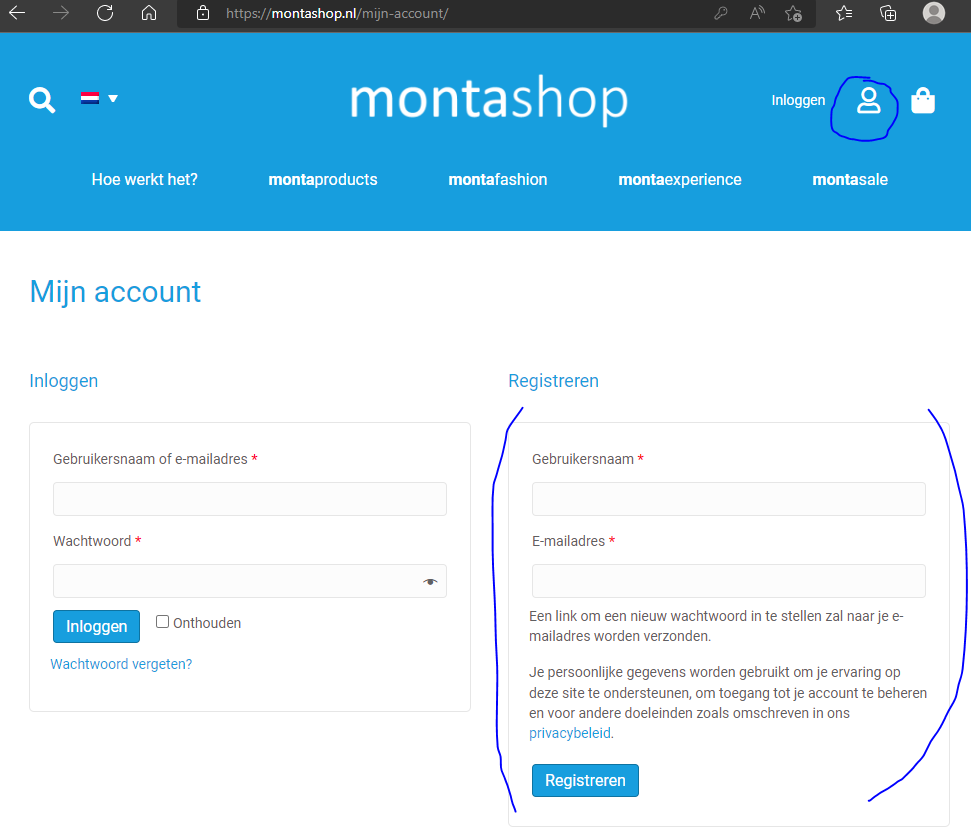 https://montashop.nl/mijn-account/
montashop
Inloggen
Hoe werkt het?
montaproducts
montafashion
montaexperience
montasale
Mijn account
Inloggen
Gebruikersnaam of e-mailadres *
Wachtwoord *
Inloggen
Onthouden
Wachtwoord vergeten?
Registreren
Gebruikersnaam *
E-mailadres *
Een link om een nieuw wachtwoord in te stellen zal naar je e-
mailadres worden verzonden.
Je persoonlijke gegevens worden gebruikt om je ervaring op
deze site te ondersteunen, om toegang tot je account te beheren
en voor andere doeleinden zoals omschreven in ons
privacybeleid.
Registreren